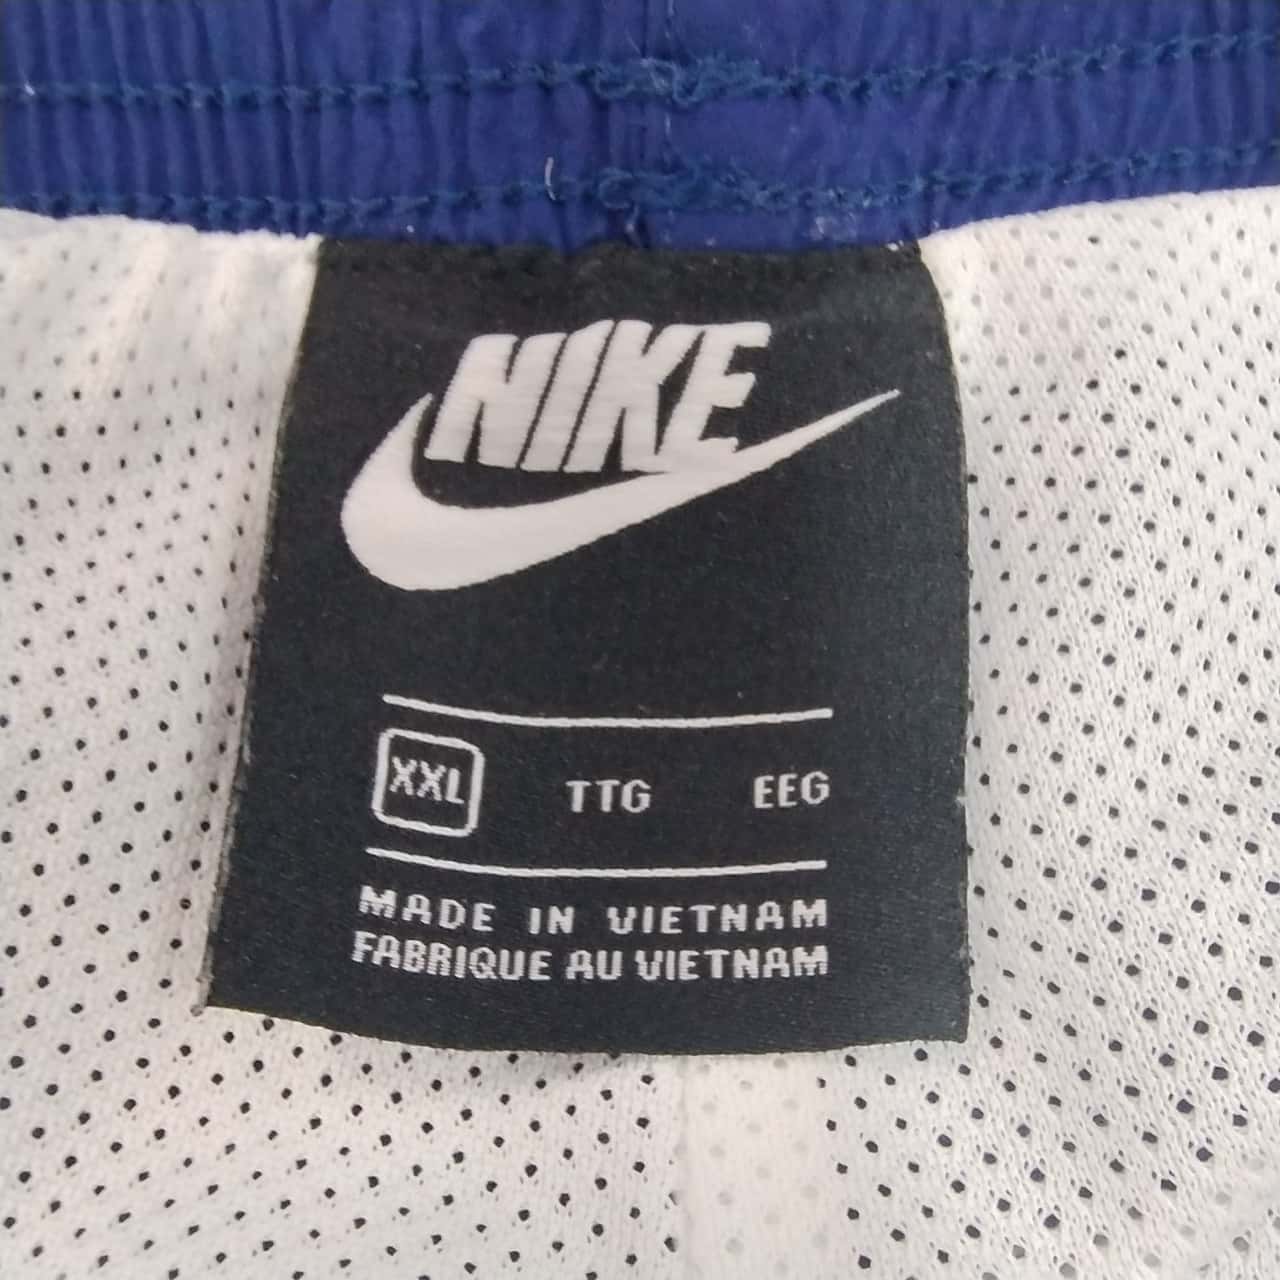 NIKE
XXL TTG EEG
MADE IN VIETNAM
FABRIQUE AU VIETNAM